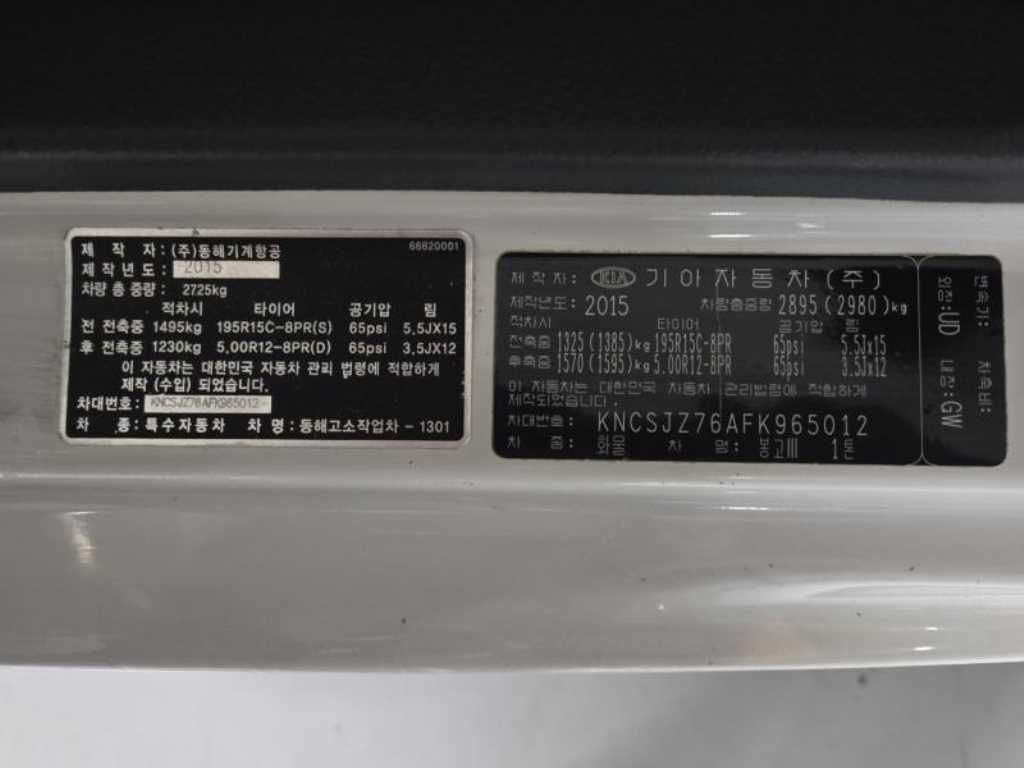 66820001
제 작 자: (주)동해기계항공
제 작 년 도 : 2015
차량 총 중량: 2725kg
적차시 타이어 공기압 림
전 전축중 1495kg 195R15C-8PR(S) 65psi 5.5JX15
후 전축중 1230kg 5.00R12-8PR(D) 65psi 3.5JX12
이 자동차는 대한민국 자동차 관리 법령에 적합하게
제작 (수입) 되었습니다.
차대번호: KNCSJZ76AFK965012
차 종: 특수자동차 차 명: 동해고소작업차-1301
제작자: KIA 기아자동차(주)
제작년도: 2015 차량총중량 2895(2980)kg
적차시 타이어 공기압 림
전축중 1325(1385)kg 195R15C-8PR 65psi 5.5Jx15
후축중 1570(1595)kg 5.00R12-8PR 65psi 3.5Jx12
이 자동차는 대한민국 자동차 관리법령에 적합하게
제작되었습니다.
차대번호: KNCSJZ76AFK965012
차 종: 화물 차 명: 봉고Ⅲ 1톤
변속기: 차축비:
외장:UD 내장:GW